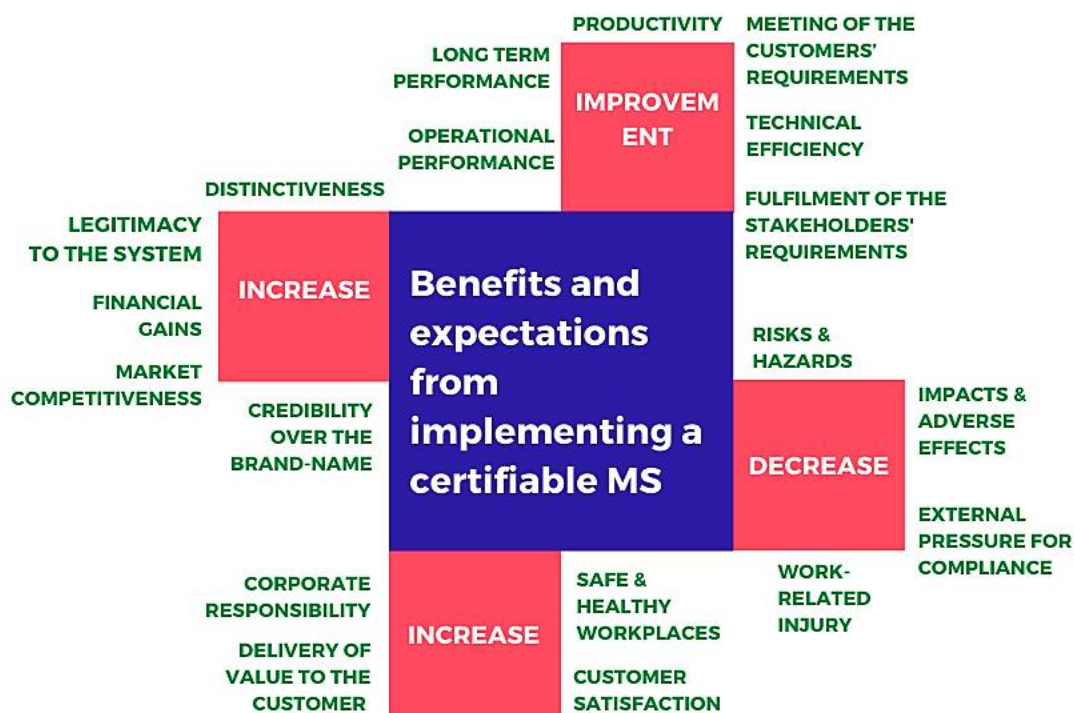 PRODUCTIVITY
MEETING OF THE
CUSTOMERS'
REQUIREMENTS
LONG TERM
PERFORMANCE
IMPROVEM
ENT
TECHNICAL
EFFICIENCY
OPERATIONAL
PERFORMANCE
FULFILMENT OF THE
STAKEHOLDERS'
REQUIREMENTS
DISTINCTIVENESS
LEGITIMACY
TO THE SYSTEM
INCREASE
FINANCIAL
GAINS
MARKET
COMPETITIVENESS
CREDIBILITY
OVER THE
BRAND-NAME
Benefits and
expectations
from
implementing a
certifiable MS
RISKS &
HAZARDS
IMPACTS &
ADVERSE
EFFECTS
DECREASE
EXTERNAL
PRESSURE FOR
COMPLIANCE
WORK-
RELATED
INJURY
CORPORATE
RESPONSIBILITY
DELIVERY OF
VALUE TO THE
CUSTOMER
INCREASE
SAFE &
HEALTHY
WORKPLACES
CUSTOMER
SATISFACTION